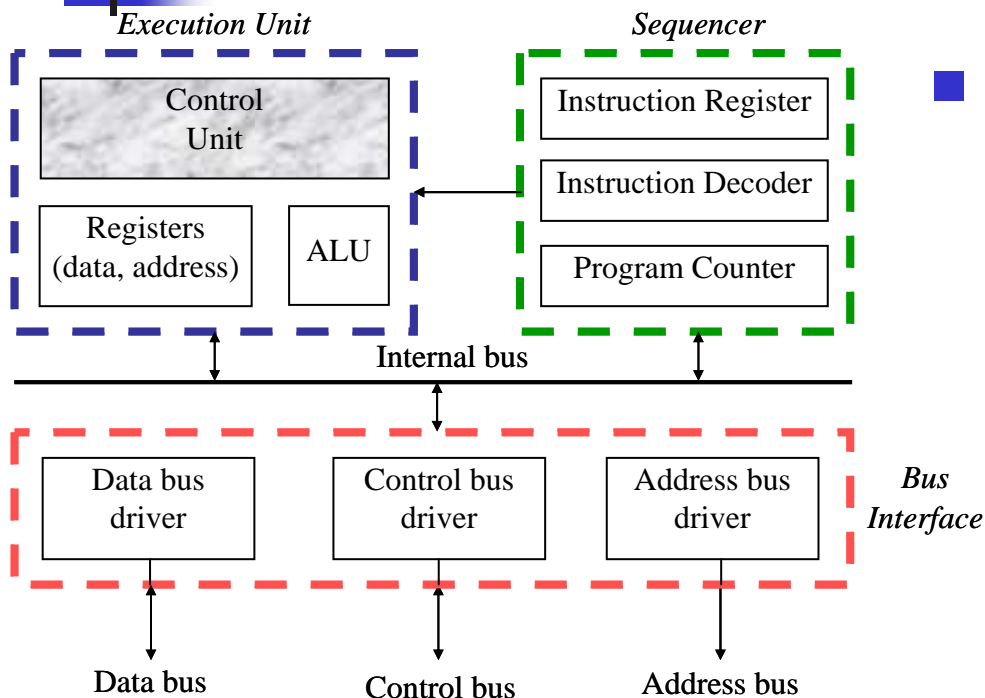 Execution Unit
Sequencer
Control
Unit
Registers
(data, address)
ALU
Instruction Register
Instruction Decoder
Program Counter
Internal bus
Data bus
driver
Control bus
driver
Address bus
driver
Bus
Interface
Data bus
Control bus
Address bus